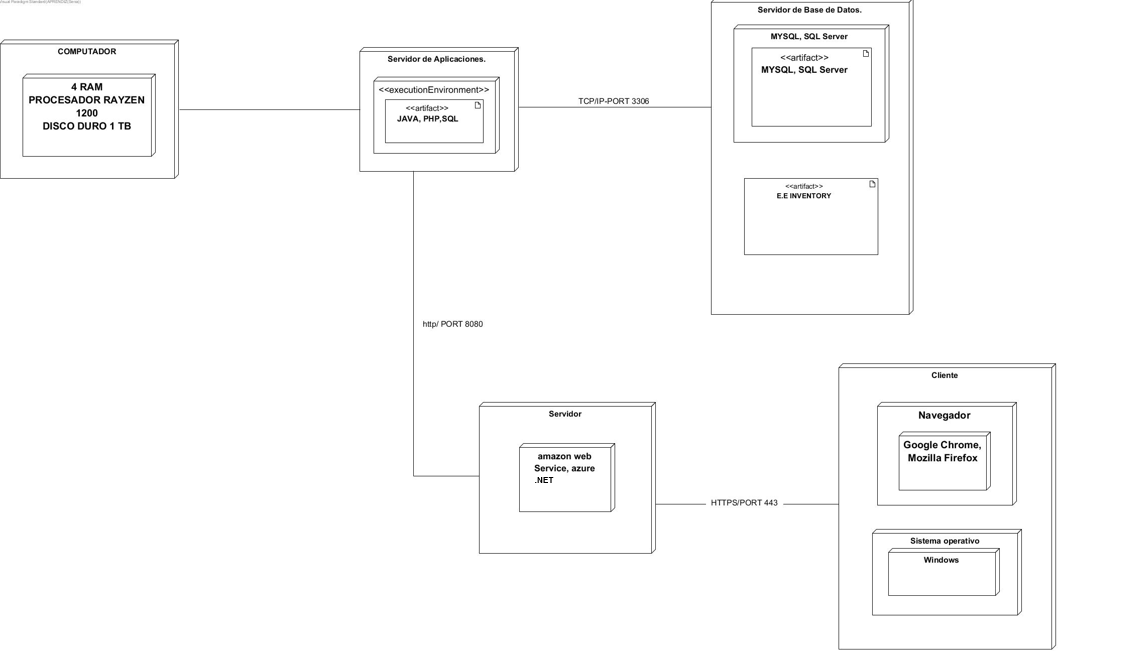 COMPUTADOR
4 RAM
PROCESADOR RAYZEN
1200
DISCO DURO 1 TB
Servidor de Aplicaciones.
<<executionEnvironment>>
<<artifact>>
JAVA, PHP,SQL
TCP/IP-PORT 3306
Servidor de Base de Datos.
MYSQL, SQL Server
<<artifact>>
MYSQL, SQL Server
<<artifact>>
E.E INVENTORY
http/ PORT 8080
Servidor
amazon web
Service, azure
.NET
HTTPS/PORT 443
Cliente
Navegador
Google Chrome,
Mozilla Firefox
Sistema operativo
Windows